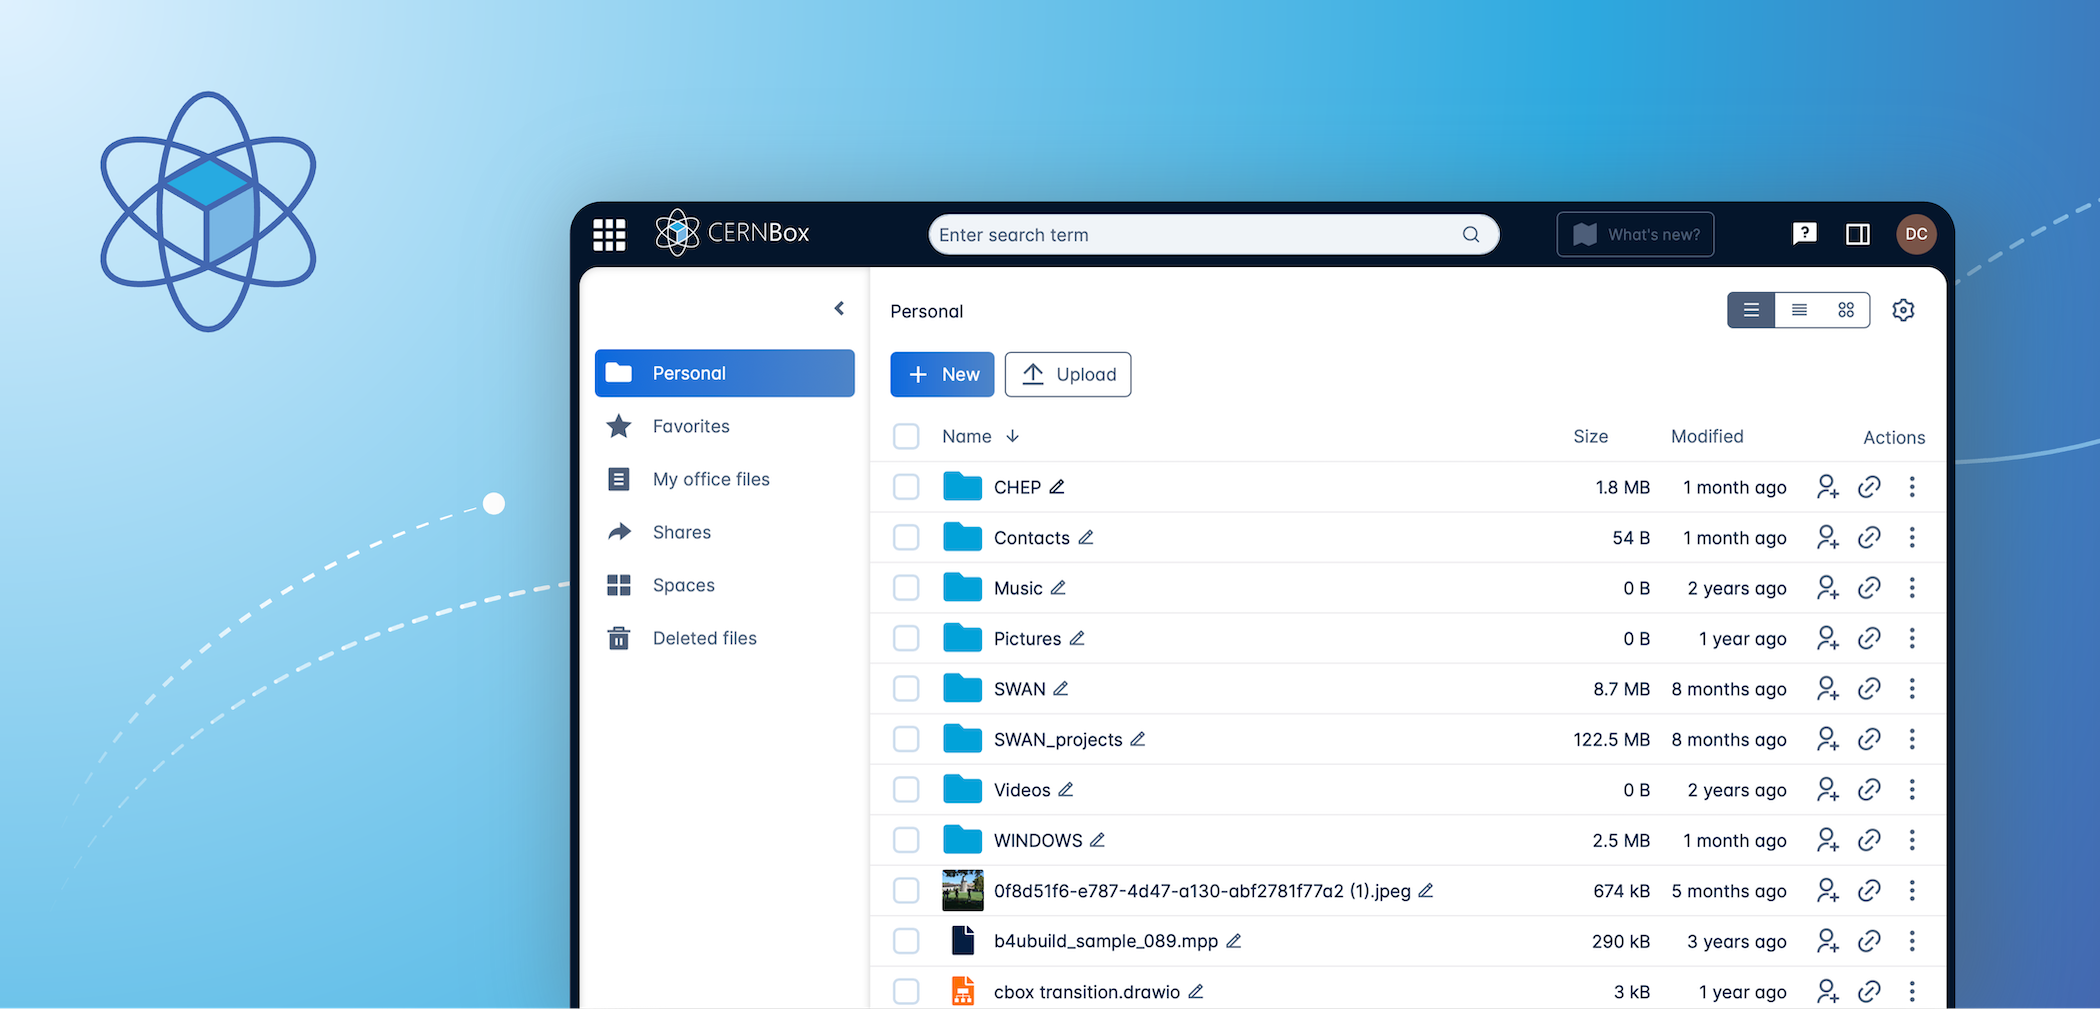 CERNBox
Enter search term
What's new?
?
DC
Personal
Favorites
My office files
Shares
Spaces
Deleted files
Personal
New
Upload
Name Size Modified Actions
CHEP 1.8 MB 1 month ago
Contacts 54 B 1 month ago
Music 0 B 2 years ago
Pictures 0 B 1 year ago
SWAN 8.7 MB 8 months ago
SWAN_projects 122.5 MB 8 months ago
Videos 0 B 2 years ago
WINDOWS 2.5 MB 1 month ago
0f8d51f6-e787-4d47-a130-abf2781f77a2 (1).jpeg 674 kB 5 months ago
b4ubuild_sample_089.mpp 290 kB 3 years ago
cbox transition.drawio 3 kB 1 year ago